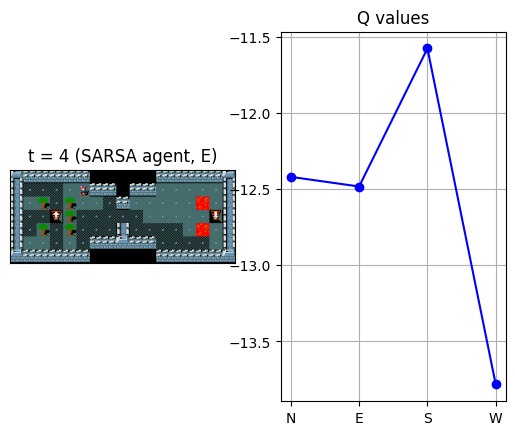 Q values
t = 4 (SARSA agent, E)
−11.5
−12.0
−12.5
−13.0
−13.5
N E S W